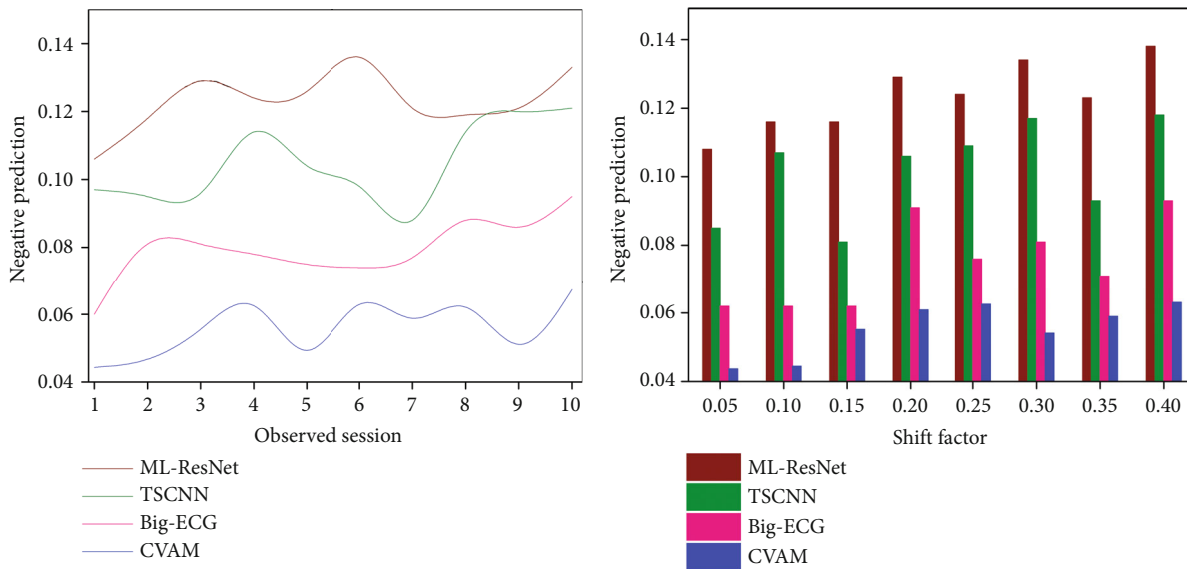 Negative prediction
0.14
0.12
0.10
0.08
0.06
0.04
1 2 3 4 5 6 7 8 9 10
Observed session
ML-ResNet
TSCNN
Big-ECG
CVAM
Negative prediction
0.14
0.12
0.10
0.08
0.06
0.04
0.05 0.10 0.15 0.20 0.25 0.30 0.35 0.40
Shift factor
ML-ResNet
TSCNN
Big-ECG
CVAM